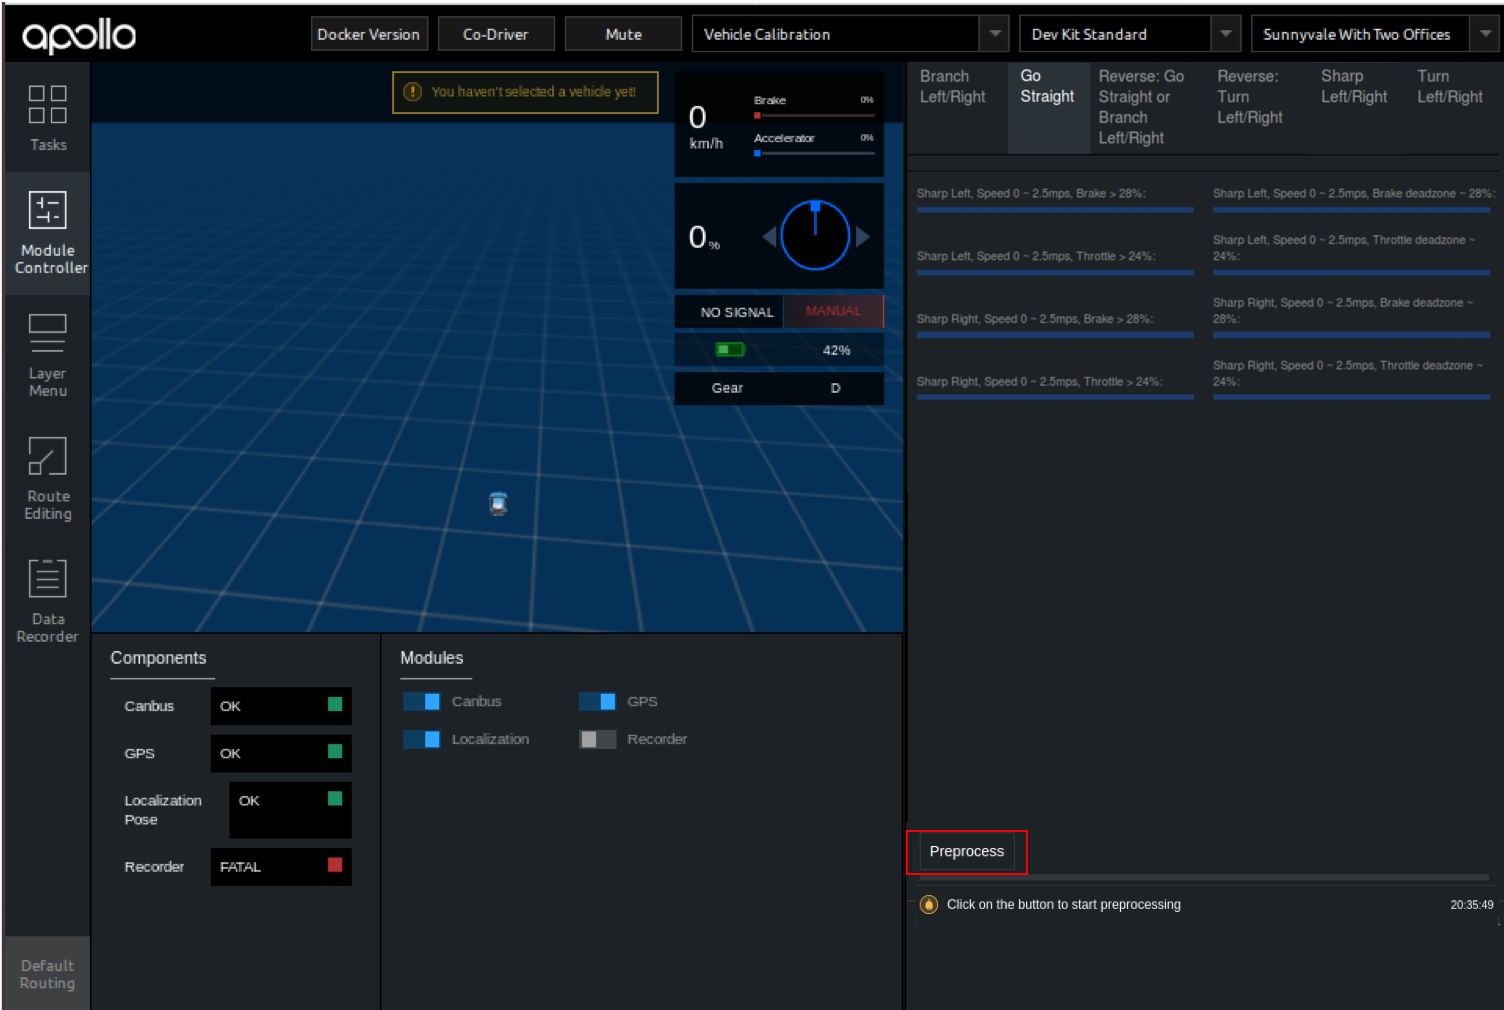 apollo
Docker Version
Co-Driver
Mute
Vehicle Calibration
Dev Kit Standard
Sunnyvale With Two Offices
Tasks
Module
Controller
Layer
Menu
Route
Editing
Data
Recorder
Default
Routing
You haven't selected a vehicle yet!
0
km/h
Brake 0%
Accelerator 0%
0 %
NO SIGNAL
MANUAL
42%
Gear D
Branch
Left/Right
Go
Straight
Reverse: Go
Straight or
Branch
Left/Right
Reverse:
Turn
Left/Right
Sharp
Left/Right
Turn
Left/Right
Sharp Left, Speed 0 ~ 2.5mps, Brake > 28%:
Sharp Left, Speed 0 ~ 2.5mps, Brake deadzone ~ 28%:
Sharp Left, Speed 0 ~ 2.5mps, Throttle > 24%:
Sharp Left, Speed 0 ~ 2.5mps, Throttle deadzone ~
24%:
Sharp Right, Speed 0 ~ 2.5mps, Brake > 28%:
Sharp Right, Speed 0 ~ 2.5mps, Brake deadzone ~
28%:
Sharp Right, Speed 0 ~ 2.5mps, Throttle > 24%:
Sharp Right, Speed 0 ~ 2.5mps, Throttle deadzone ~
24%:
Components
Canbus OK
GPS OK
Localization
Pose
OK
Recorder FATAL
Modules
Canbus
GPS
Localization
Recorder
Preprocess
Click on the button to start preprocessing
20:35:49